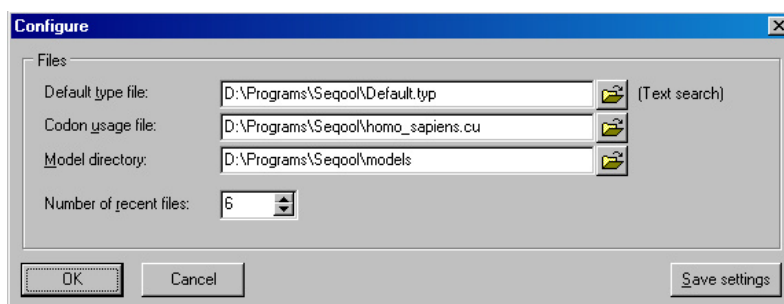 Configure
Files
Default type file: D:\Programs\Seqool\Default.typ (Text search)
Codon usage file: D:\Programs\Seqool\homo_sapiens.cu
Model directory: D:\Programs\Seqool\models
Number of recent files: 6
OK Cancel Save settings